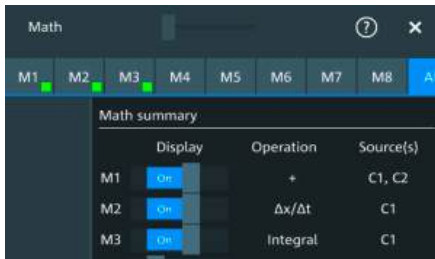 Math ? ×
M1 M2 M3 M4 M5 M6 M7 M8 A
Math summary
Display Operation Source(s)
M1 On + C1, C2
M2 On Δx/Δt C1
M3 On Integral C1